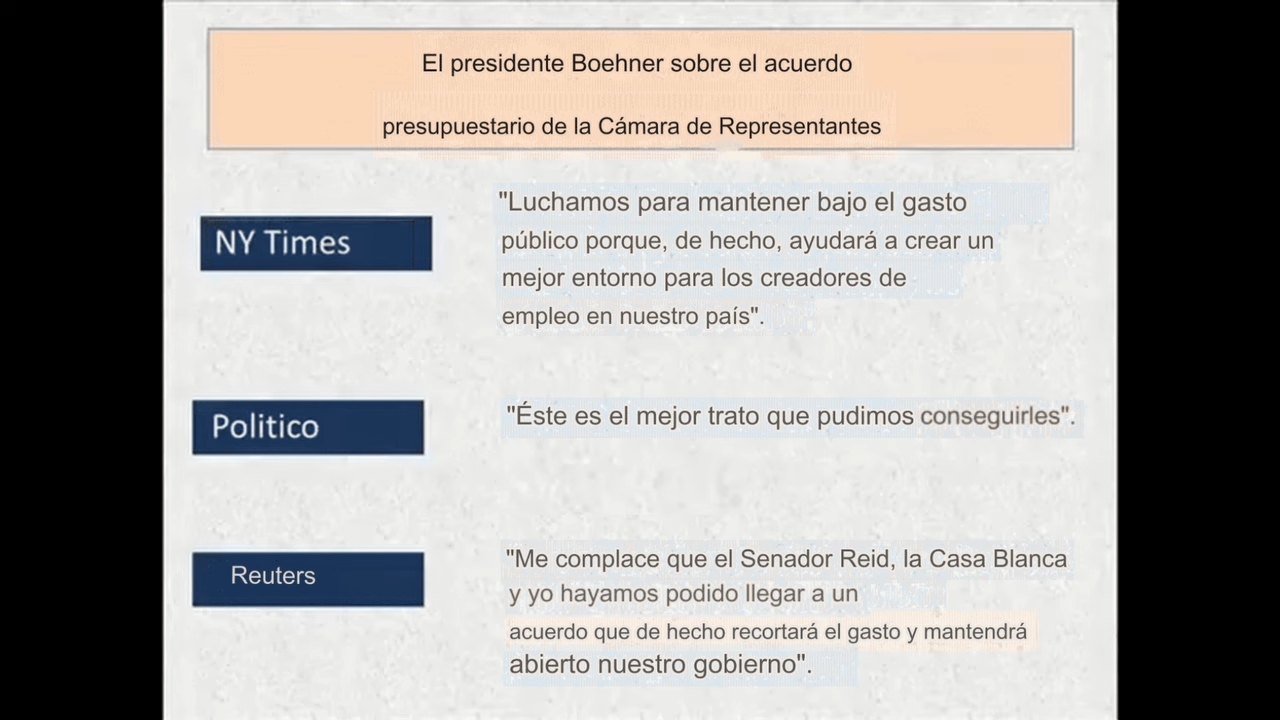 El presidente Boehner sobre el acuerdo
presupuestario de la Cámara de Representantes
NY Times
"Luchamos para mantener bajo el gasto
público porque, de hecho, ayudará a crear un
mejor entorno para los creadores de
empleo en nuestro país".
Politico
"Éste es el mejor trato que pudimos conseguirles".
Reuters
"Me complace que el Senador Reid, la Casa Blanca
y yo hayamos podido llegar a un
acuerdo que de hecho recortará el gasto y mantendrá
abierto nuestro gobierno".